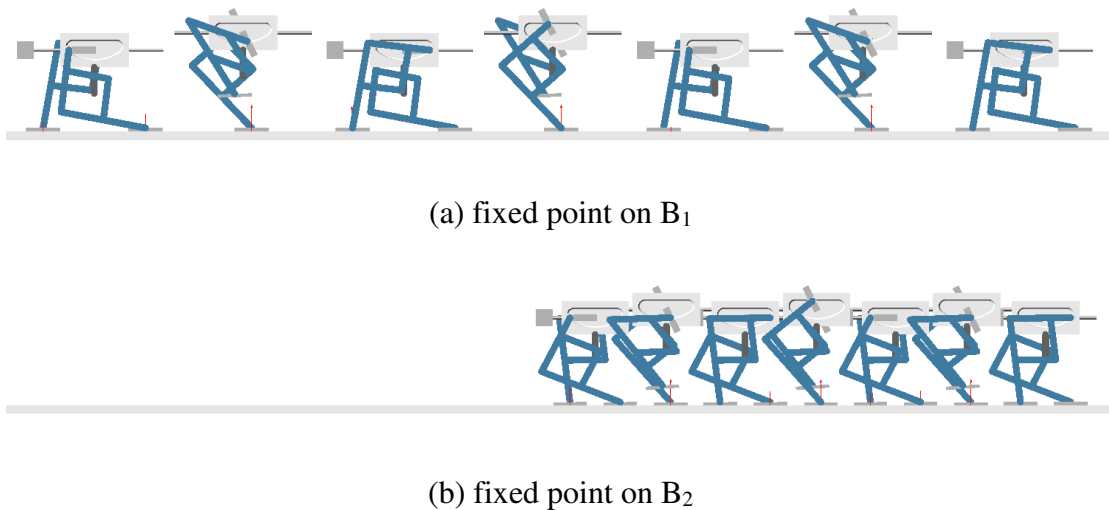 (a) fixed point on B₁
(b) fixed point on B₂